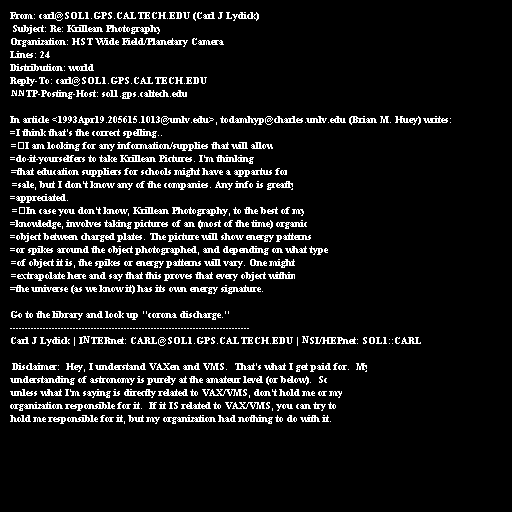 From: carl@SOL1.GPS.CALTECH.EDU (Carl J Lydick)
Subject: Re: Krillean Photography
Organization: HST Wide Field/Planetary Camera
Lines: 24
Distribution: world
Reply-To: carl@SOL1.GPS.CALTECH.EDU
NNTP-Posting-Host: sol1.gps.caltech.edu

In article <1993Apr19.205615.1013@unlv.edu>, todamhyp@charles.unlv.edu (Brian M. Huey) writes:
=I think that's the correct spelling..
=I am looking for any information/supplies that will allow
=do-it-yourselfers to take Krillean Pictures. I'm thinking
=that education suppliers for schools might have a appartus for
=sale, but I don't know any of the companies. Any info is greatly
=appreciated.
=In case you don't know, Krillean Photography, to the best of my
=knowledge, involves taking pictures of an (most of the time) organic
=object between charged plates. The picture will show energy patterns
=or spikes around the object photographed, and depending on what type
=of object it is, the spikes or energy patterns will vary. One might
=extrapolate here and say that this proves that every object within
=the universe (as we know it) has its own energy signature.

Go to the library and look up "corona discharge."
--------------------------------------------------------------------------------
Carl J Lydick | INTERnet: CARL@SOL1.GPS.CALTECH.EDU | NSI/HEPnet: SOL1::CARL

Disclaimer: Hey, I understand VAXen and VMS. That's what I get paid for. My
understanding of astronomy is purely at the amateur level (or below). So
unless what I'm saying is directly related to VAX/VMS, don't hold me or my
organization responsible for it. If it IS related to VAX/VMS, you can try to
hold me responsible for it, but my organization had nothing to do with it.